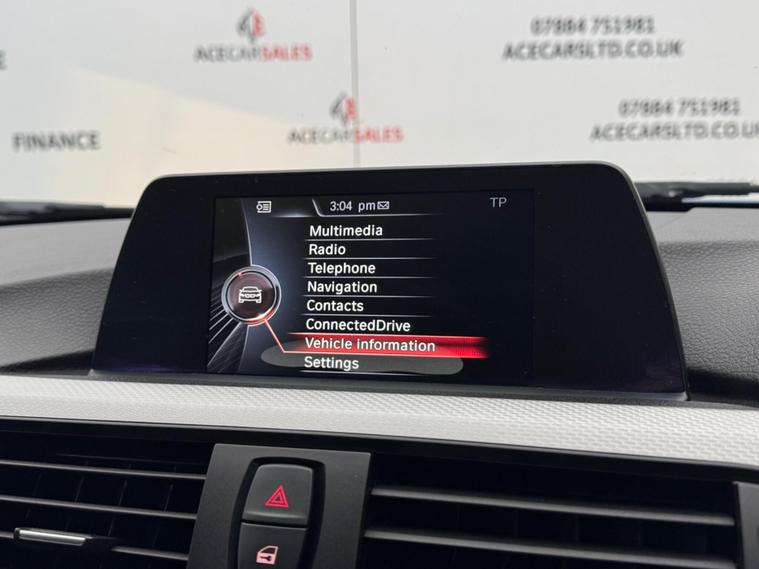 ACECARSALES
07884 751981
ACECARSLTD.CO.UK
FINANCE
ACECARSALES
07884 751981
ACECARSLTD.CO.UK
3:04 pm
TP
Multimedia
Radio
Telephone
Navigation
Contacts
ConnectedDrive
Vehicle information
Settings